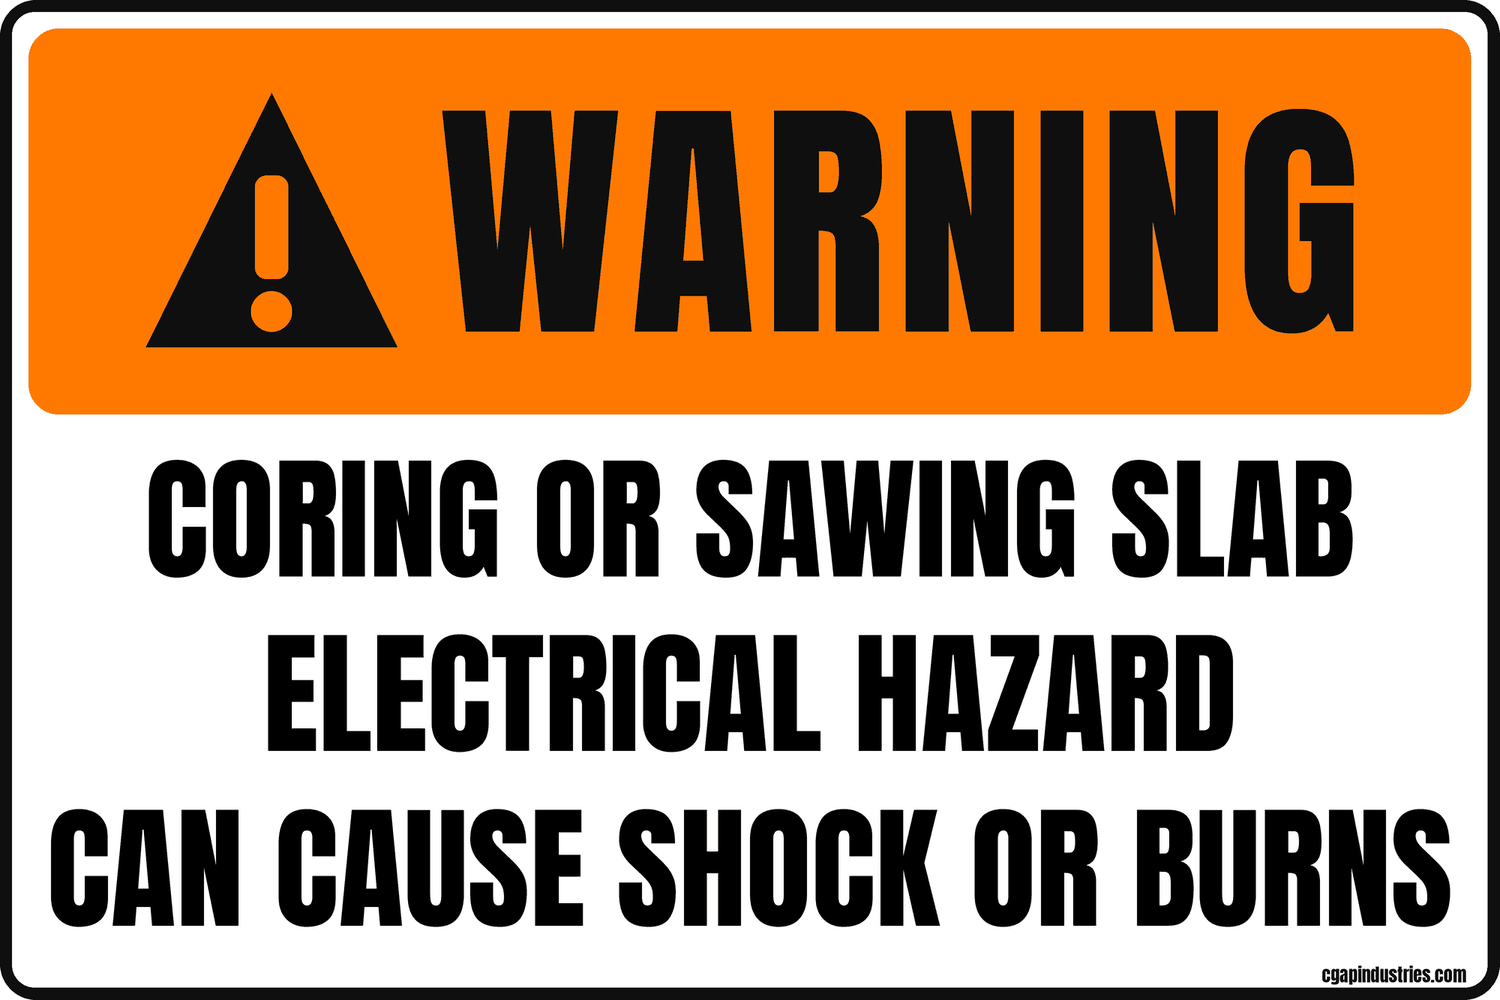 WARNING
CORING OR SAWING SLAB
ELECTRICAL HAZARD
CAN CAUSE SHOCK OR BURNS
cgapindustries.com